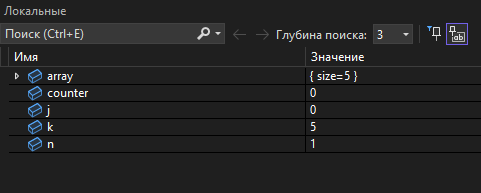 Локальные
Поиск (Ctrl+E) Глубина поиска: 3
Имя Значение
array { size=5 }
counter 0
j 0
k 5
n 1